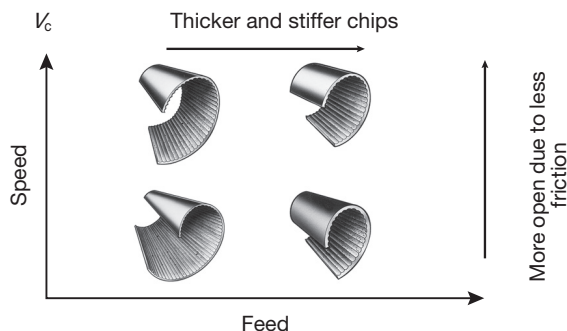 Vc
Thicker and stiffer chips
Speed
More open due to less
friction
Feed